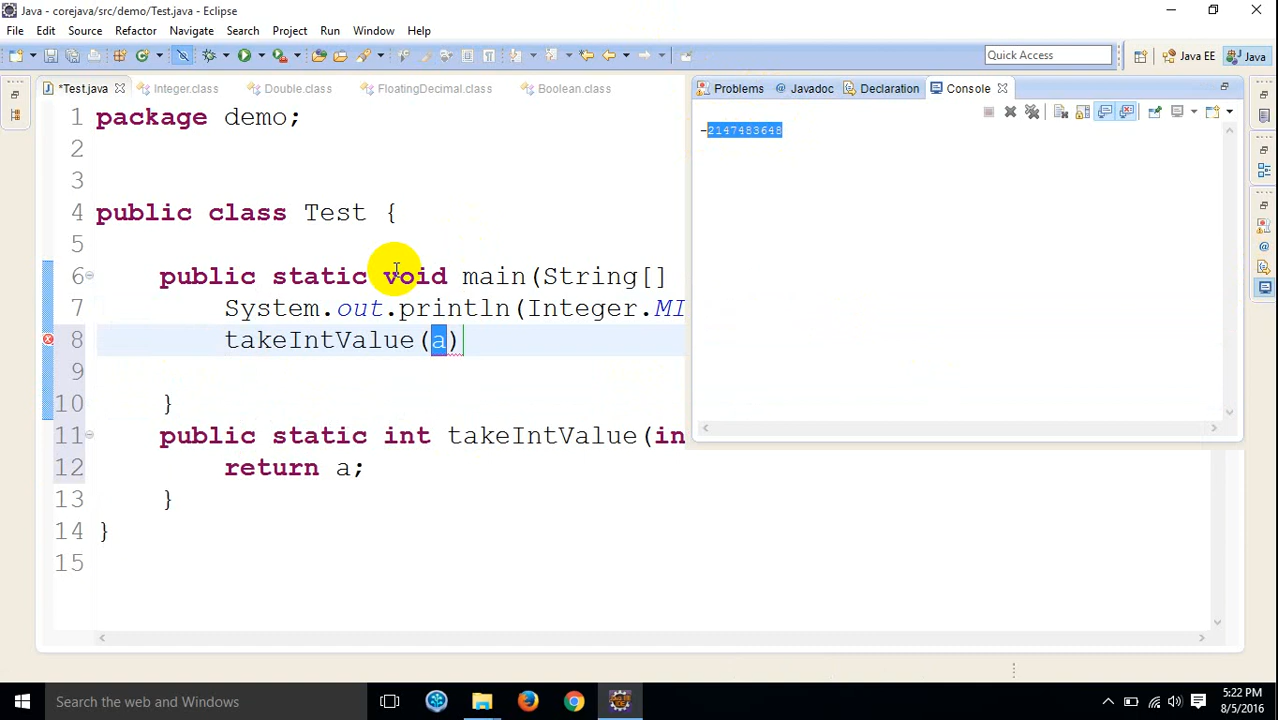 Java - corejava/src/demo/Test.java - Eclipse
File Edit Source Refactor Navigate Search Project Run Window Help
Quick Access
Java EE
Java
*Test.java
Integer.class
Double.class
FloatingDecimal.class
Boolean.class
Problems
@ Javadoc
Declaration
Console
-2147483648
1 package demo;
2
3
4 public class Test {
5
6 public static void main(String[]
7 System.out.println(Integer.MI
8 takeIntValue(a)
9
10 }
11 public static int takeIntValue(in
12 return a;
13 }
14 }
15
Search the web and Windows
5:22 PM
8/5/2016